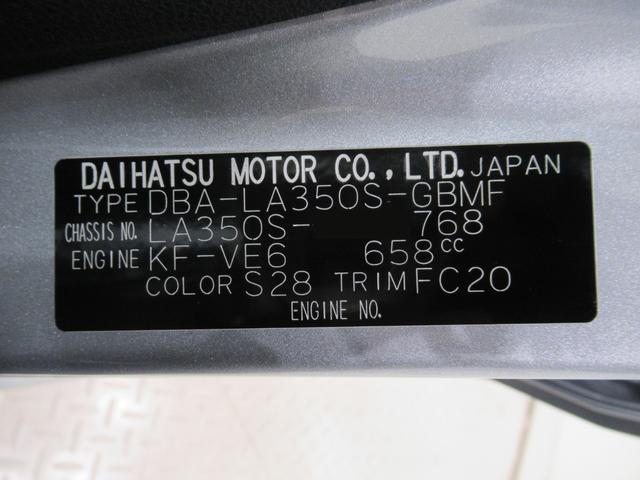 DAIHATSU MOTOR CO.,LTD. JAPAN
TYPE DBA-LA350S-GBMF
CHASSIS NO. LA350S- 768
ENGINE KF-VE6 658cc
COLOR S28 TRIM FC20
ENGINE NO.